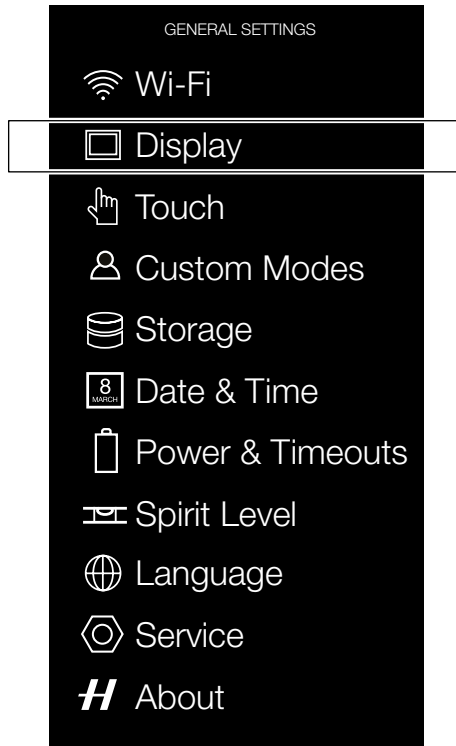 GENERAL SETTINGS
Wi-Fi
Display
Touch
Custom Modes
Storage
8
MARCH
Date & Time
Power & Timeouts
Spirit Level
Language
Service
H About